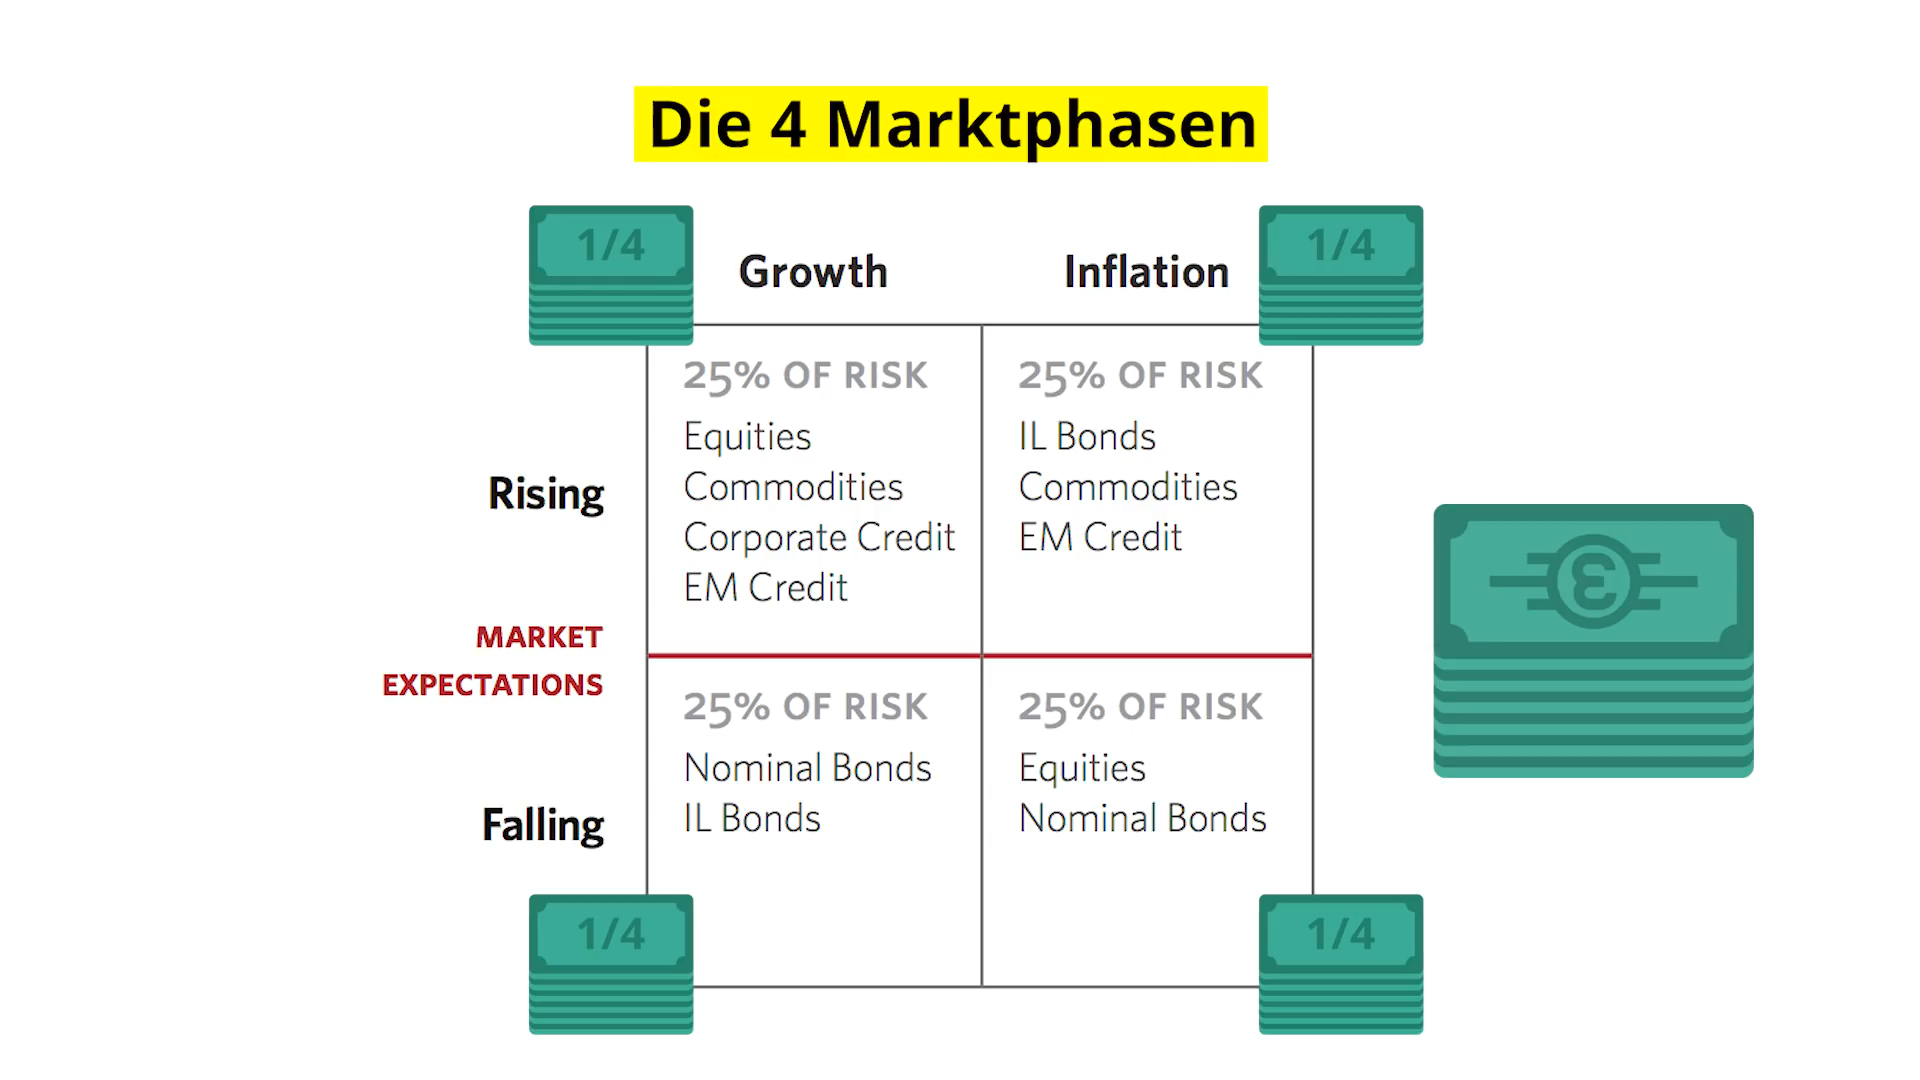 Die 4 Marktphasen
1/4
1/4
Growth
Inflation
25% OF RISK
Equities
Commodities
Corporate Credit
EM Credit
25% OF RISK
IL Bonds
Commodities
EM Credit
Rising
MARKET
EXPECTATIONS
Falling
25% OF RISK
Nominal Bonds
IL Bonds
25% OF RISK
Equities
Nominal Bonds
1/4
1/4